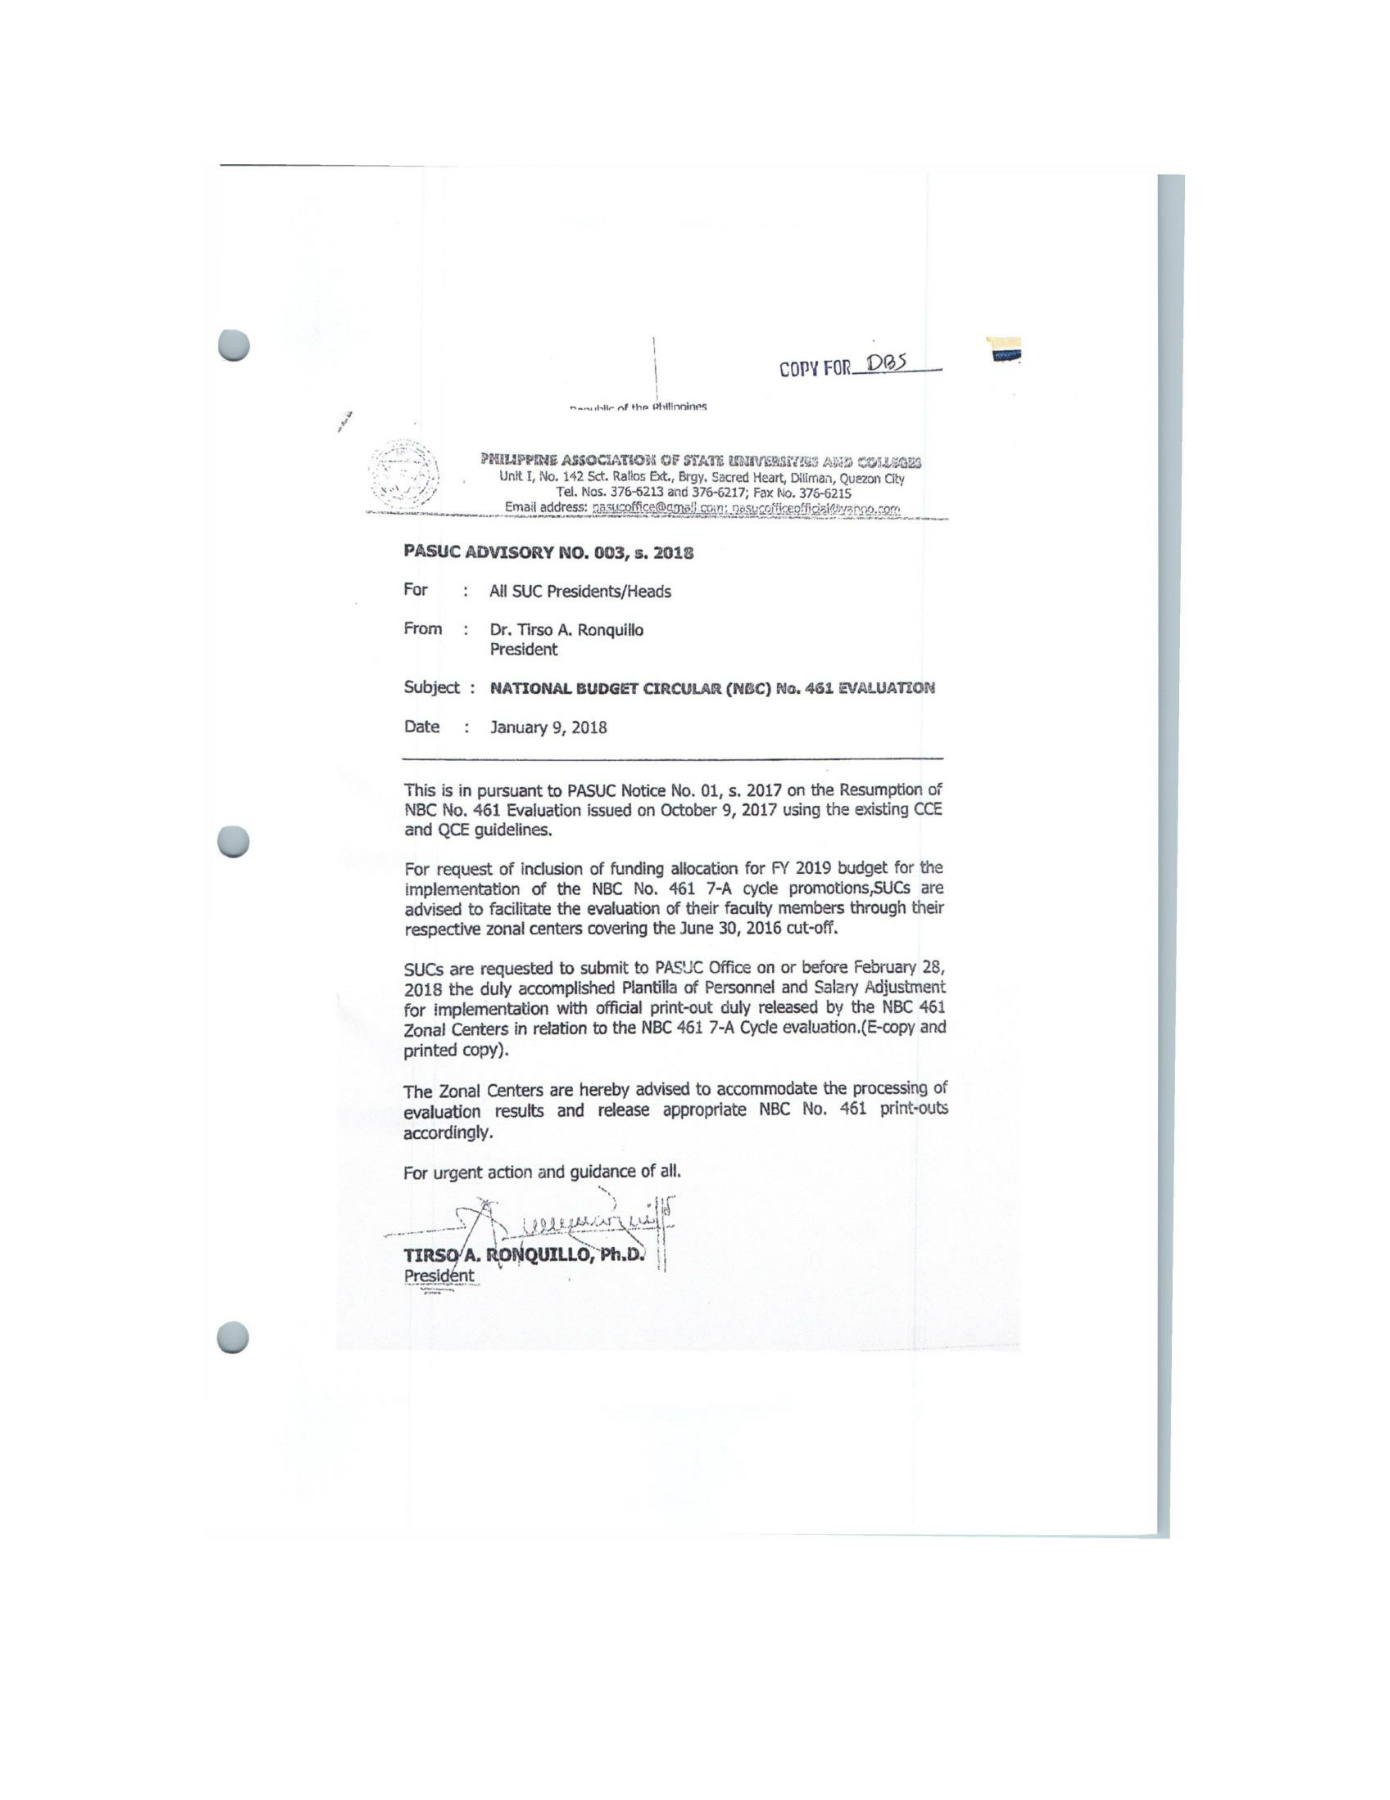 COPY FOR DBS
Republic of the Philippines
PHILIPPINE ASSOCIATION OF STATE UNIVERSITIES AND COLLEGES
Unit I, No. 142 Sct. Rallos Ext., Brgy. Sacred Heart, Diliman, Quezon City
Tel. Nos. 376-6213 and 376-6217; Fax No. 376-6215
Email address: pasucoffice@gmail.com; pasucofficeofficial@yahoo.com
PASUC ADVISORY NO. 003, s. 2018
For : All SUC Presidents/Heads
From : Dr. Tirso A. Ronquillo
President
Subject : NATIONAL BUDGET CIRCULAR (NBC) No. 461 EVALUATION
Date : January 9, 2018
This is in pursuant to PASUC Notice No. 01, s. 2017 on the Resumption of
NBC No. 461 Evaluation issued on October 9, 2017 using the existing CCE
and QCE guidelines.
For request of inclusion of funding allocation for FY 2019 budget for the
implementation of the NBC No. 461 7-A cycle promotions,SUCs are
advised to facilitate the evaluation of their faculty members through their
respective zonal centers covering the June 30, 2016 cut-off.
SUCs are requested to submit to PASUC Office on or before February 28,
2018 the duly accomplished Plantilla of Personnel and Salary Adjustment
for implementation with official print-out duly released by the NBC 461
Zonal Centers in relation to the NBC 461 7-A Cycle evaluation.(E-copy and
printed copy).
The Zonal Centers are hereby advised to accommodate the processing of
evaluation results and release appropriate NBC No. 461 print-outs
accordingly.
For urgent action and guidance of all.
TIRSO A. RONQUILLO, Ph.D.
President